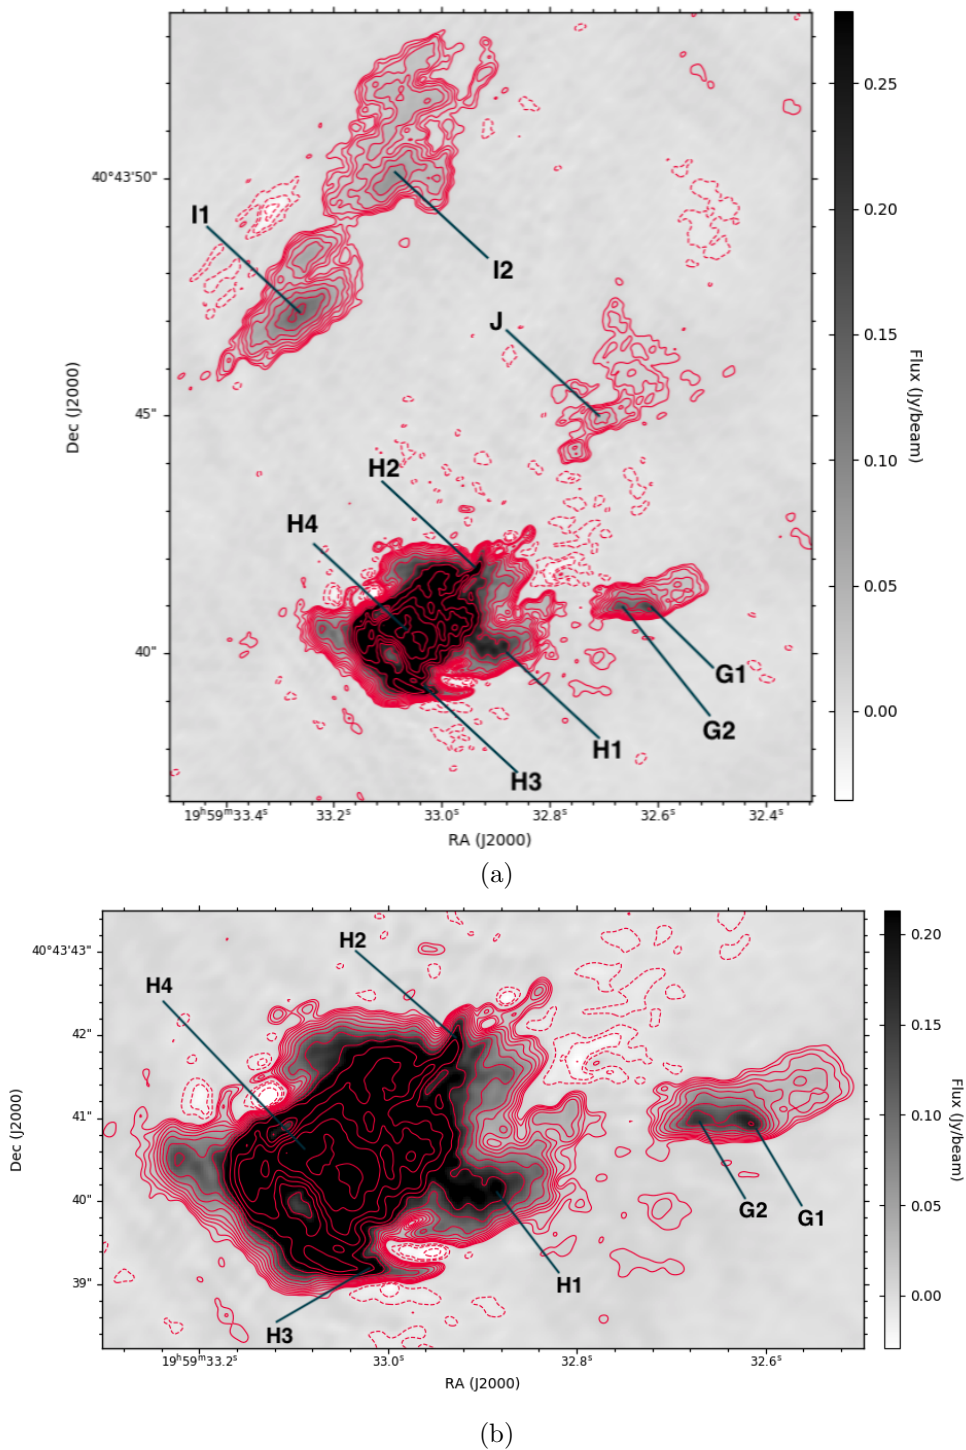 I1
I2
J
H2
H4
G1
G2
H1
H3
40°43'50"
45"
40"
Dec (J2000)
19ʰ59ᵐ33.4ˢ 33.2ˢ 33.0ˢ 32.8ˢ 32.6ˢ 32.4ˢ
RA (J2000)
0.25
0.20
0.15
0.10
0.05
0.00
Flux (Jy/beam)
(a)
H2
H4
G2
G1
H1
H3
40°43'43"
42"
41"
40"
39"
Dec (J2000)
19ʰ59ᵐ33.2ˢ 33.0ˢ 32.8ˢ 32.6ˢ
RA (J2000)
0.20
0.15
0.10
0.05
0.00
Flux (Jy/beam)
(b)